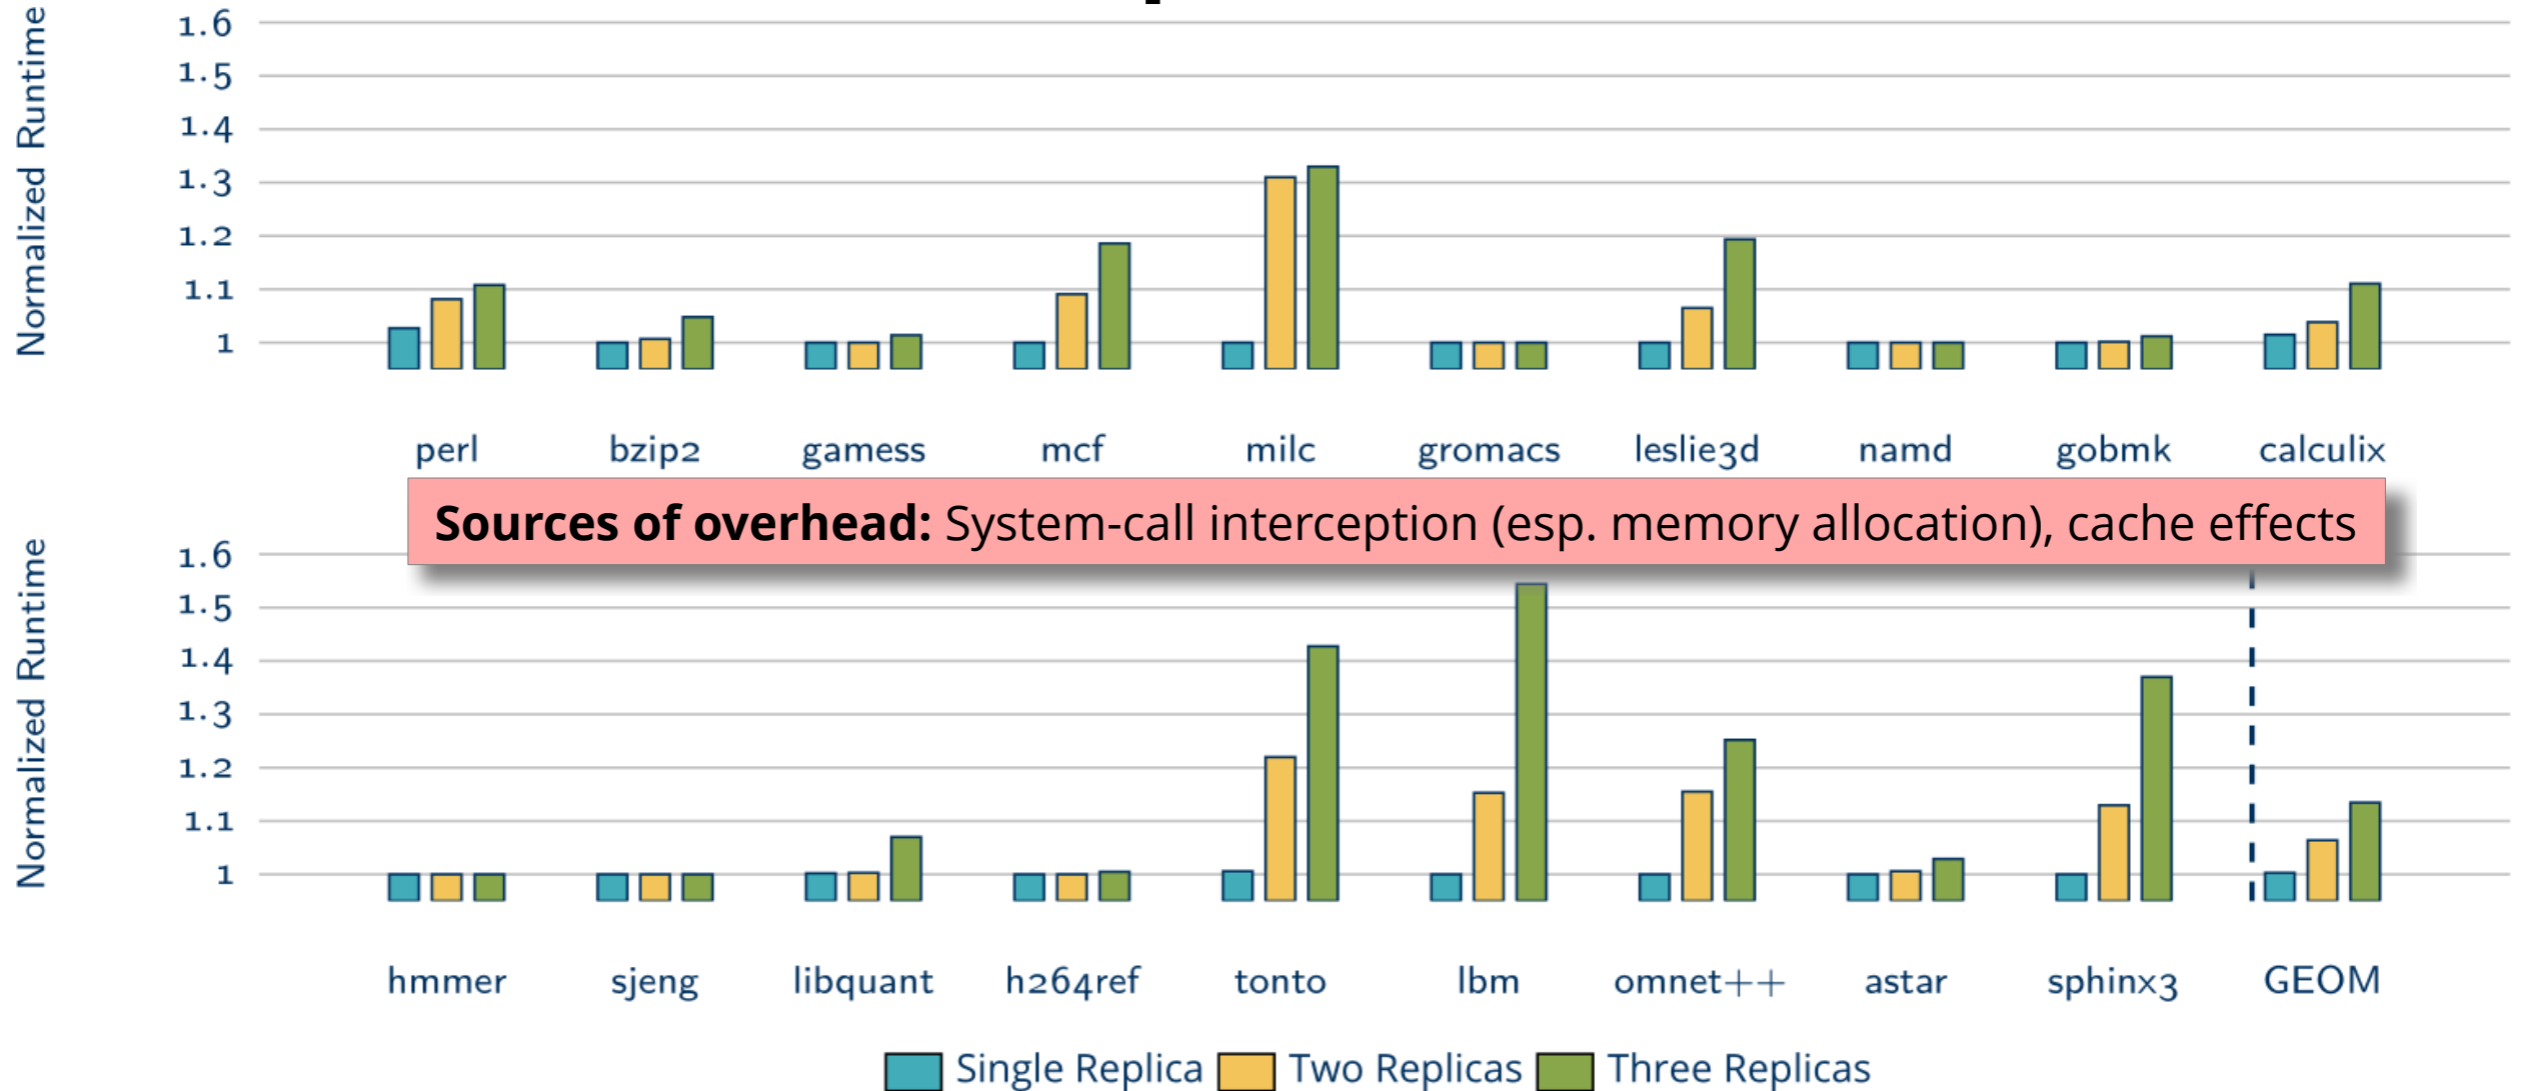 Normalized Runtime
1.6
1.5
1.4
1.3
1.2
1.1
1
perl bzip2 gamess mcf milc gromacs leslie3d namd gobmk calculix
Sources of overhead: System-call interception (esp. memory allocation), cache effects
Normalized Runtime
1.6
1.5
1.4
1.3
1.2
1.1
1
hmmer sjeng libquant h264ref tonto lbm omnet++ astar sphinx3 GEOM
Single Replica Two Replicas Three Replicas